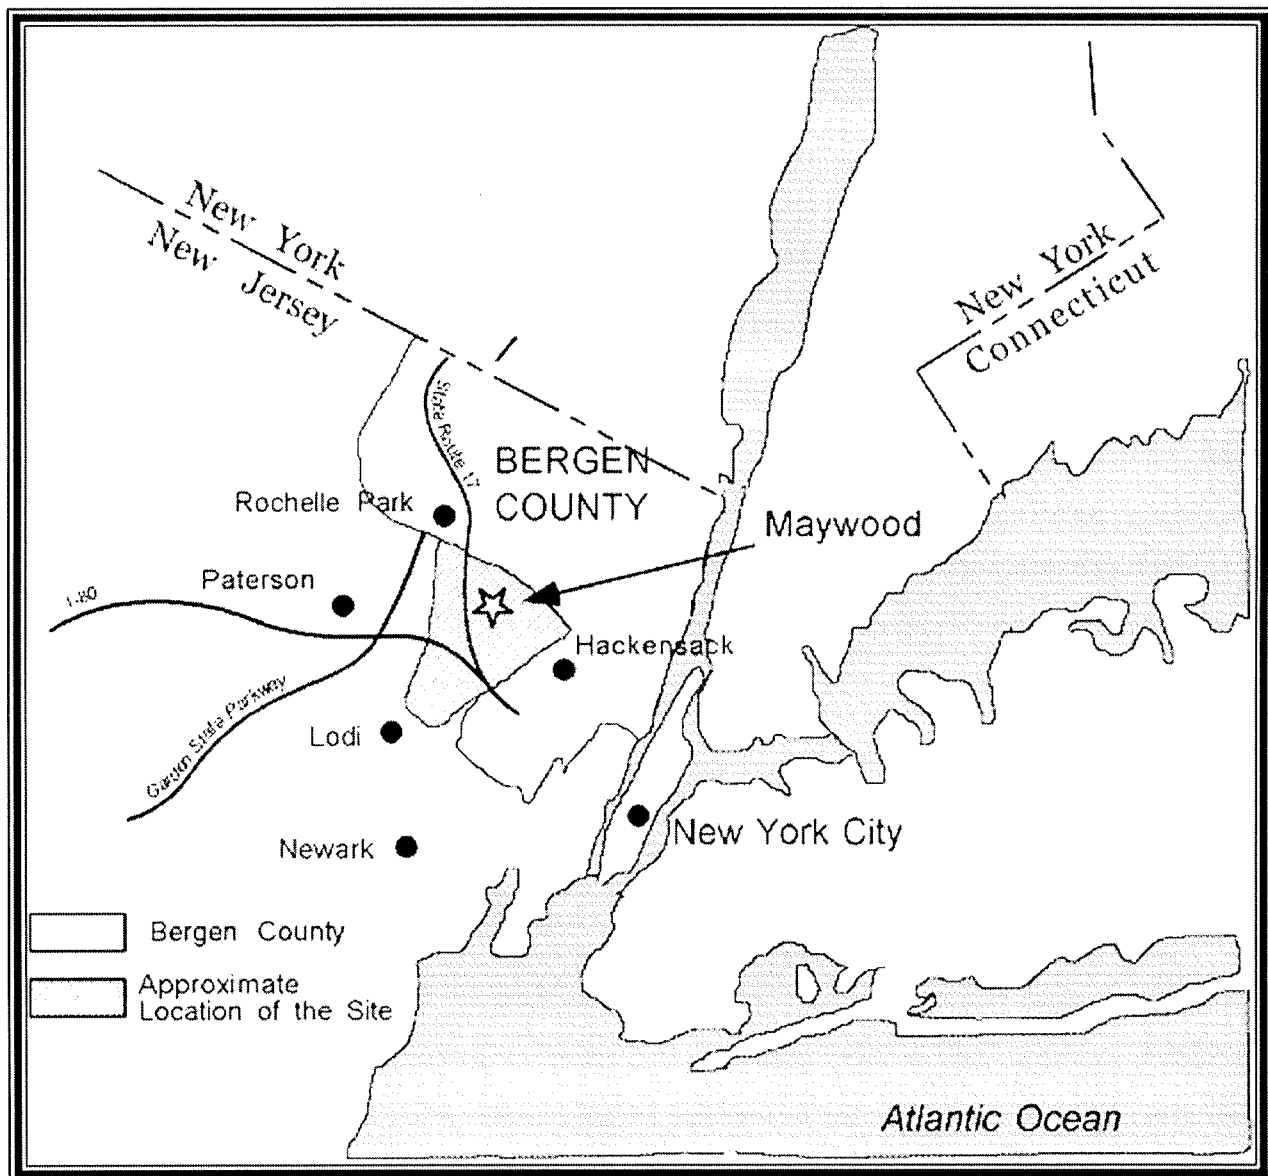 New York
New Jersey
New York
Connecticut
State Route 17
BERGEN
COUNTY
Rochelle Park
Maywood
Paterson
I-80
Hackensack
Garden State Parkway
Lodi
New York City
Newark
Bergen County
Approximate
Location of the Site
Atlantic Ocean